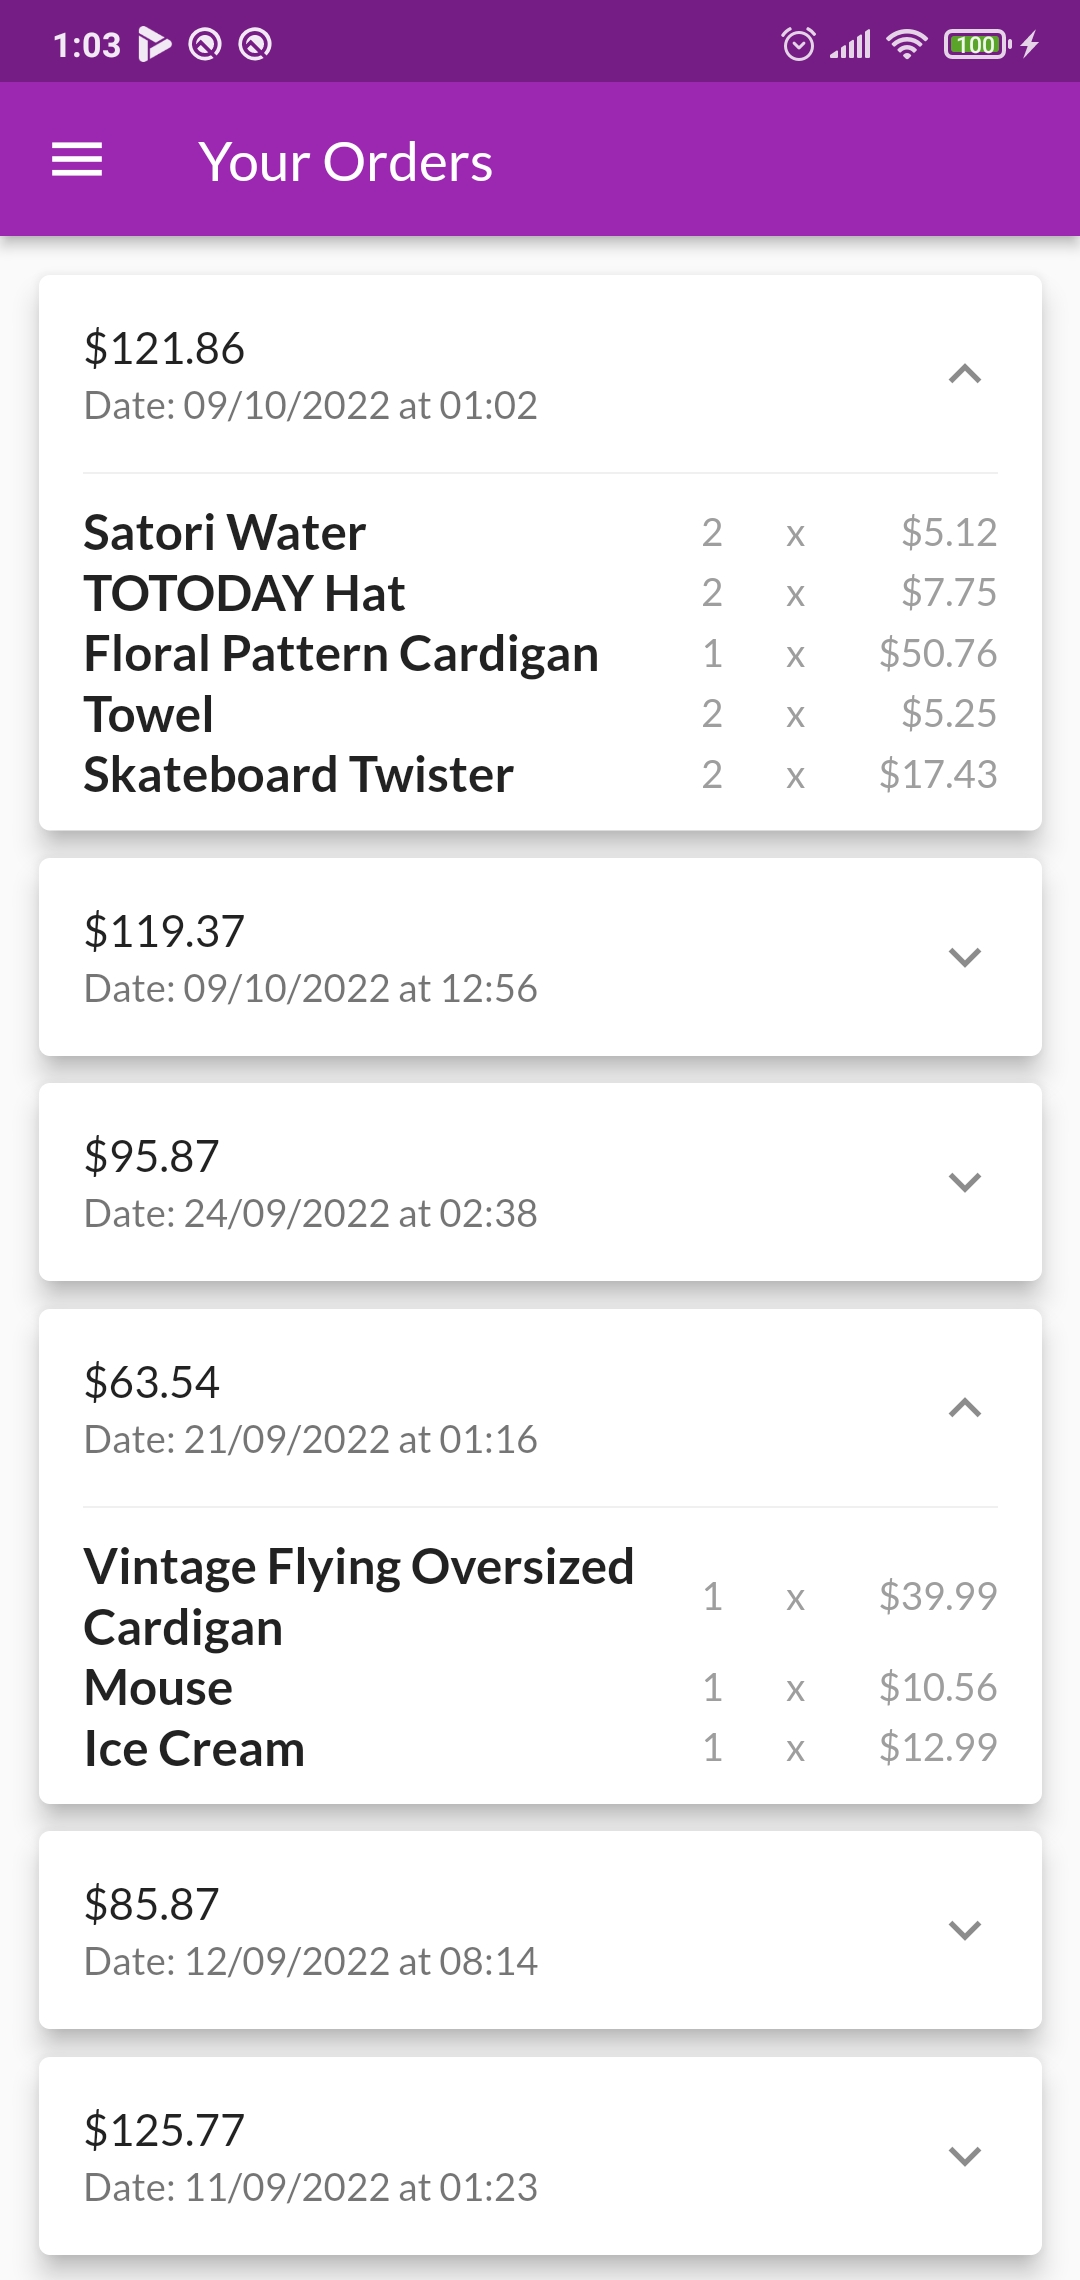 1:03
100
Your Orders
$121.86
Date: 09/10/2022 at 01:02
Satori Water 2 x $5.12
TOTODAY Hat 2 x $7.75
Floral Pattern Cardigan 1 x $50.76
Towel 2 x $5.25
Skateboard Twister 2 x $17.43
$119.37
Date: 09/10/2022 at 12:56
$95.87
Date: 24/09/2022 at 02:38
$63.54
Date: 21/09/2022 at 01:16
Vintage Flying Oversized
Cardigan 1 x $39.99
Mouse 1 x $10.56
Ice Cream 1 x $12.99
$85.87
Date: 12/09/2022 at 08:14
$125.77
Date: 11/09/2022 at 01:23